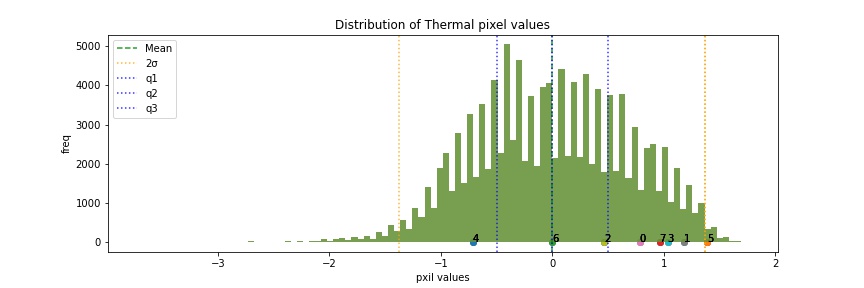 Distribution of Thermal pixel values
Mean
2σ
q1
q2
q3
freq
5000
4000
3000
2000
1000
0
4 6 2 0 7 3 1 5
−3 −2 −1 0 1 2
pxil values